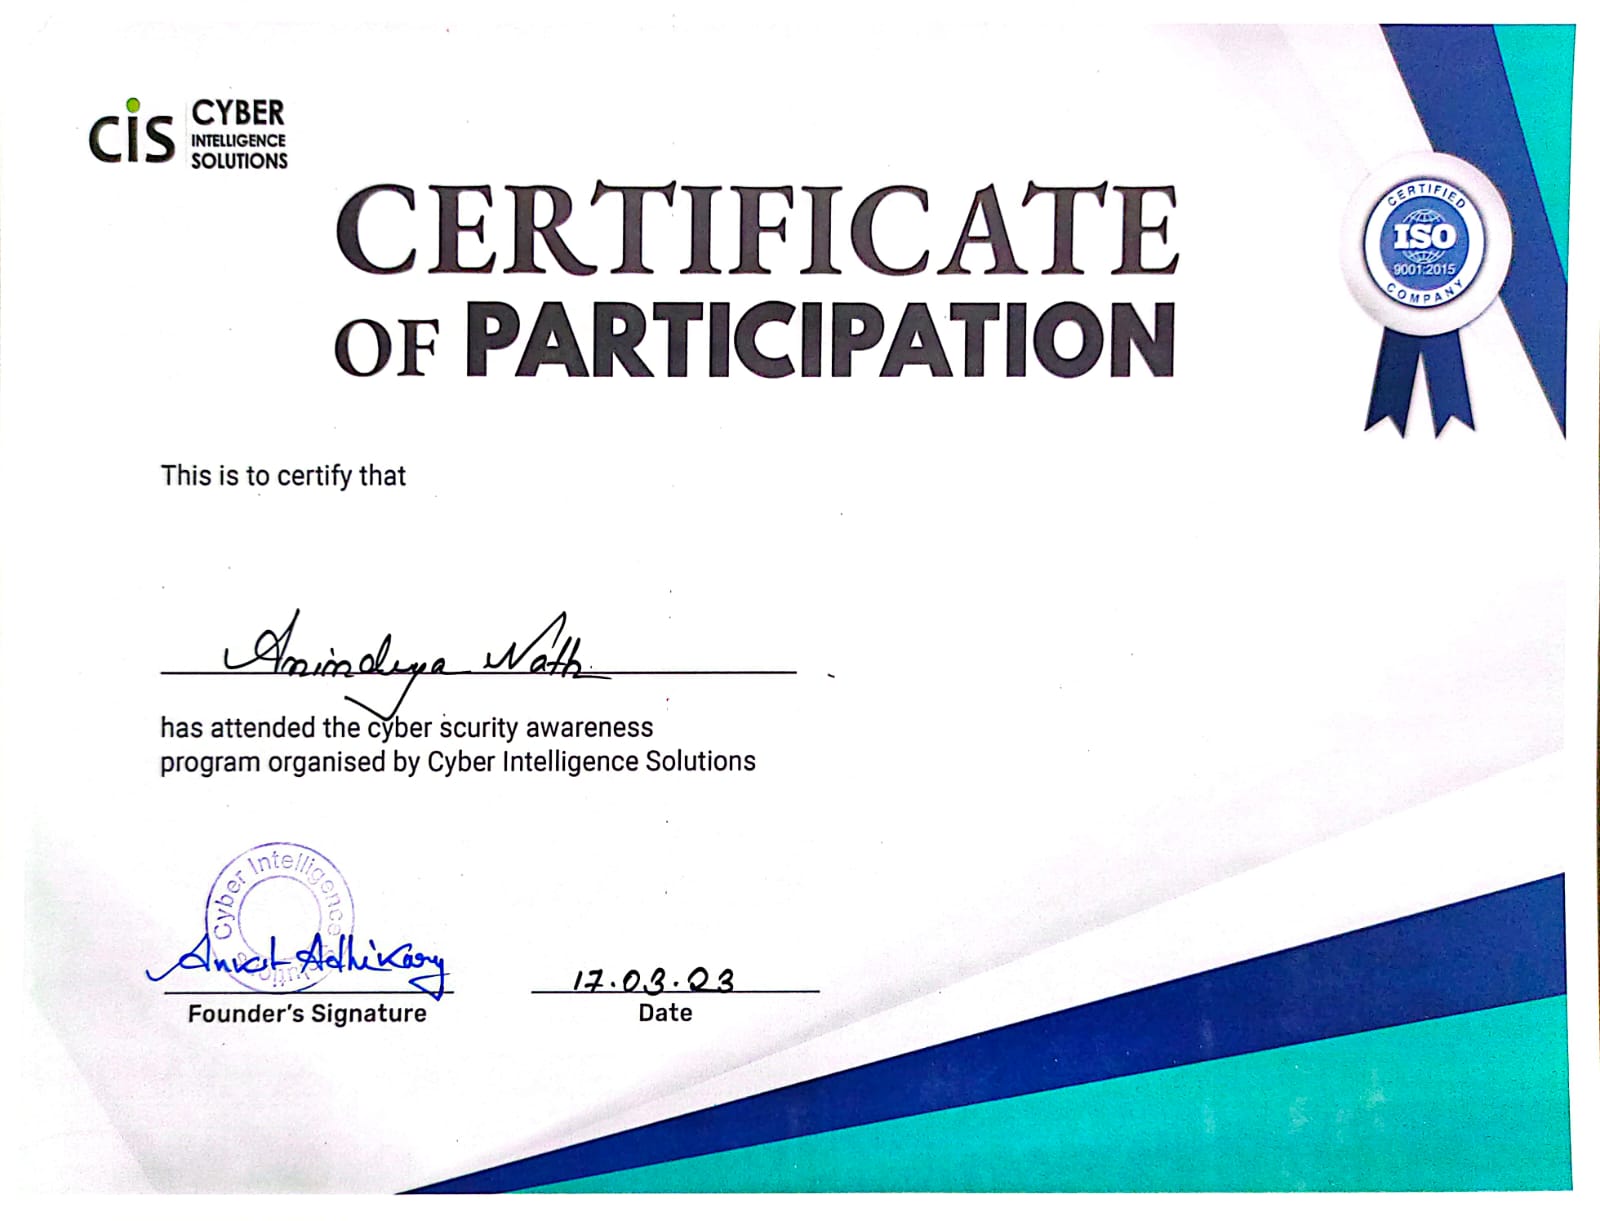 cis CYBER
INTELLIGENCE
SOLUTIONS
CERTIFICATE
OF PARTICIPATION
CERTIFIED
ISO
9001:2015
COMPANY
This is to certify that
Anindya Nath
has attended the cyber scurity awareness
program organised by Cyber Intelligence Solutions
Cyber Intelligence Solutions
Ankit Adhikary
17.03.23
Founder's Signature
Date